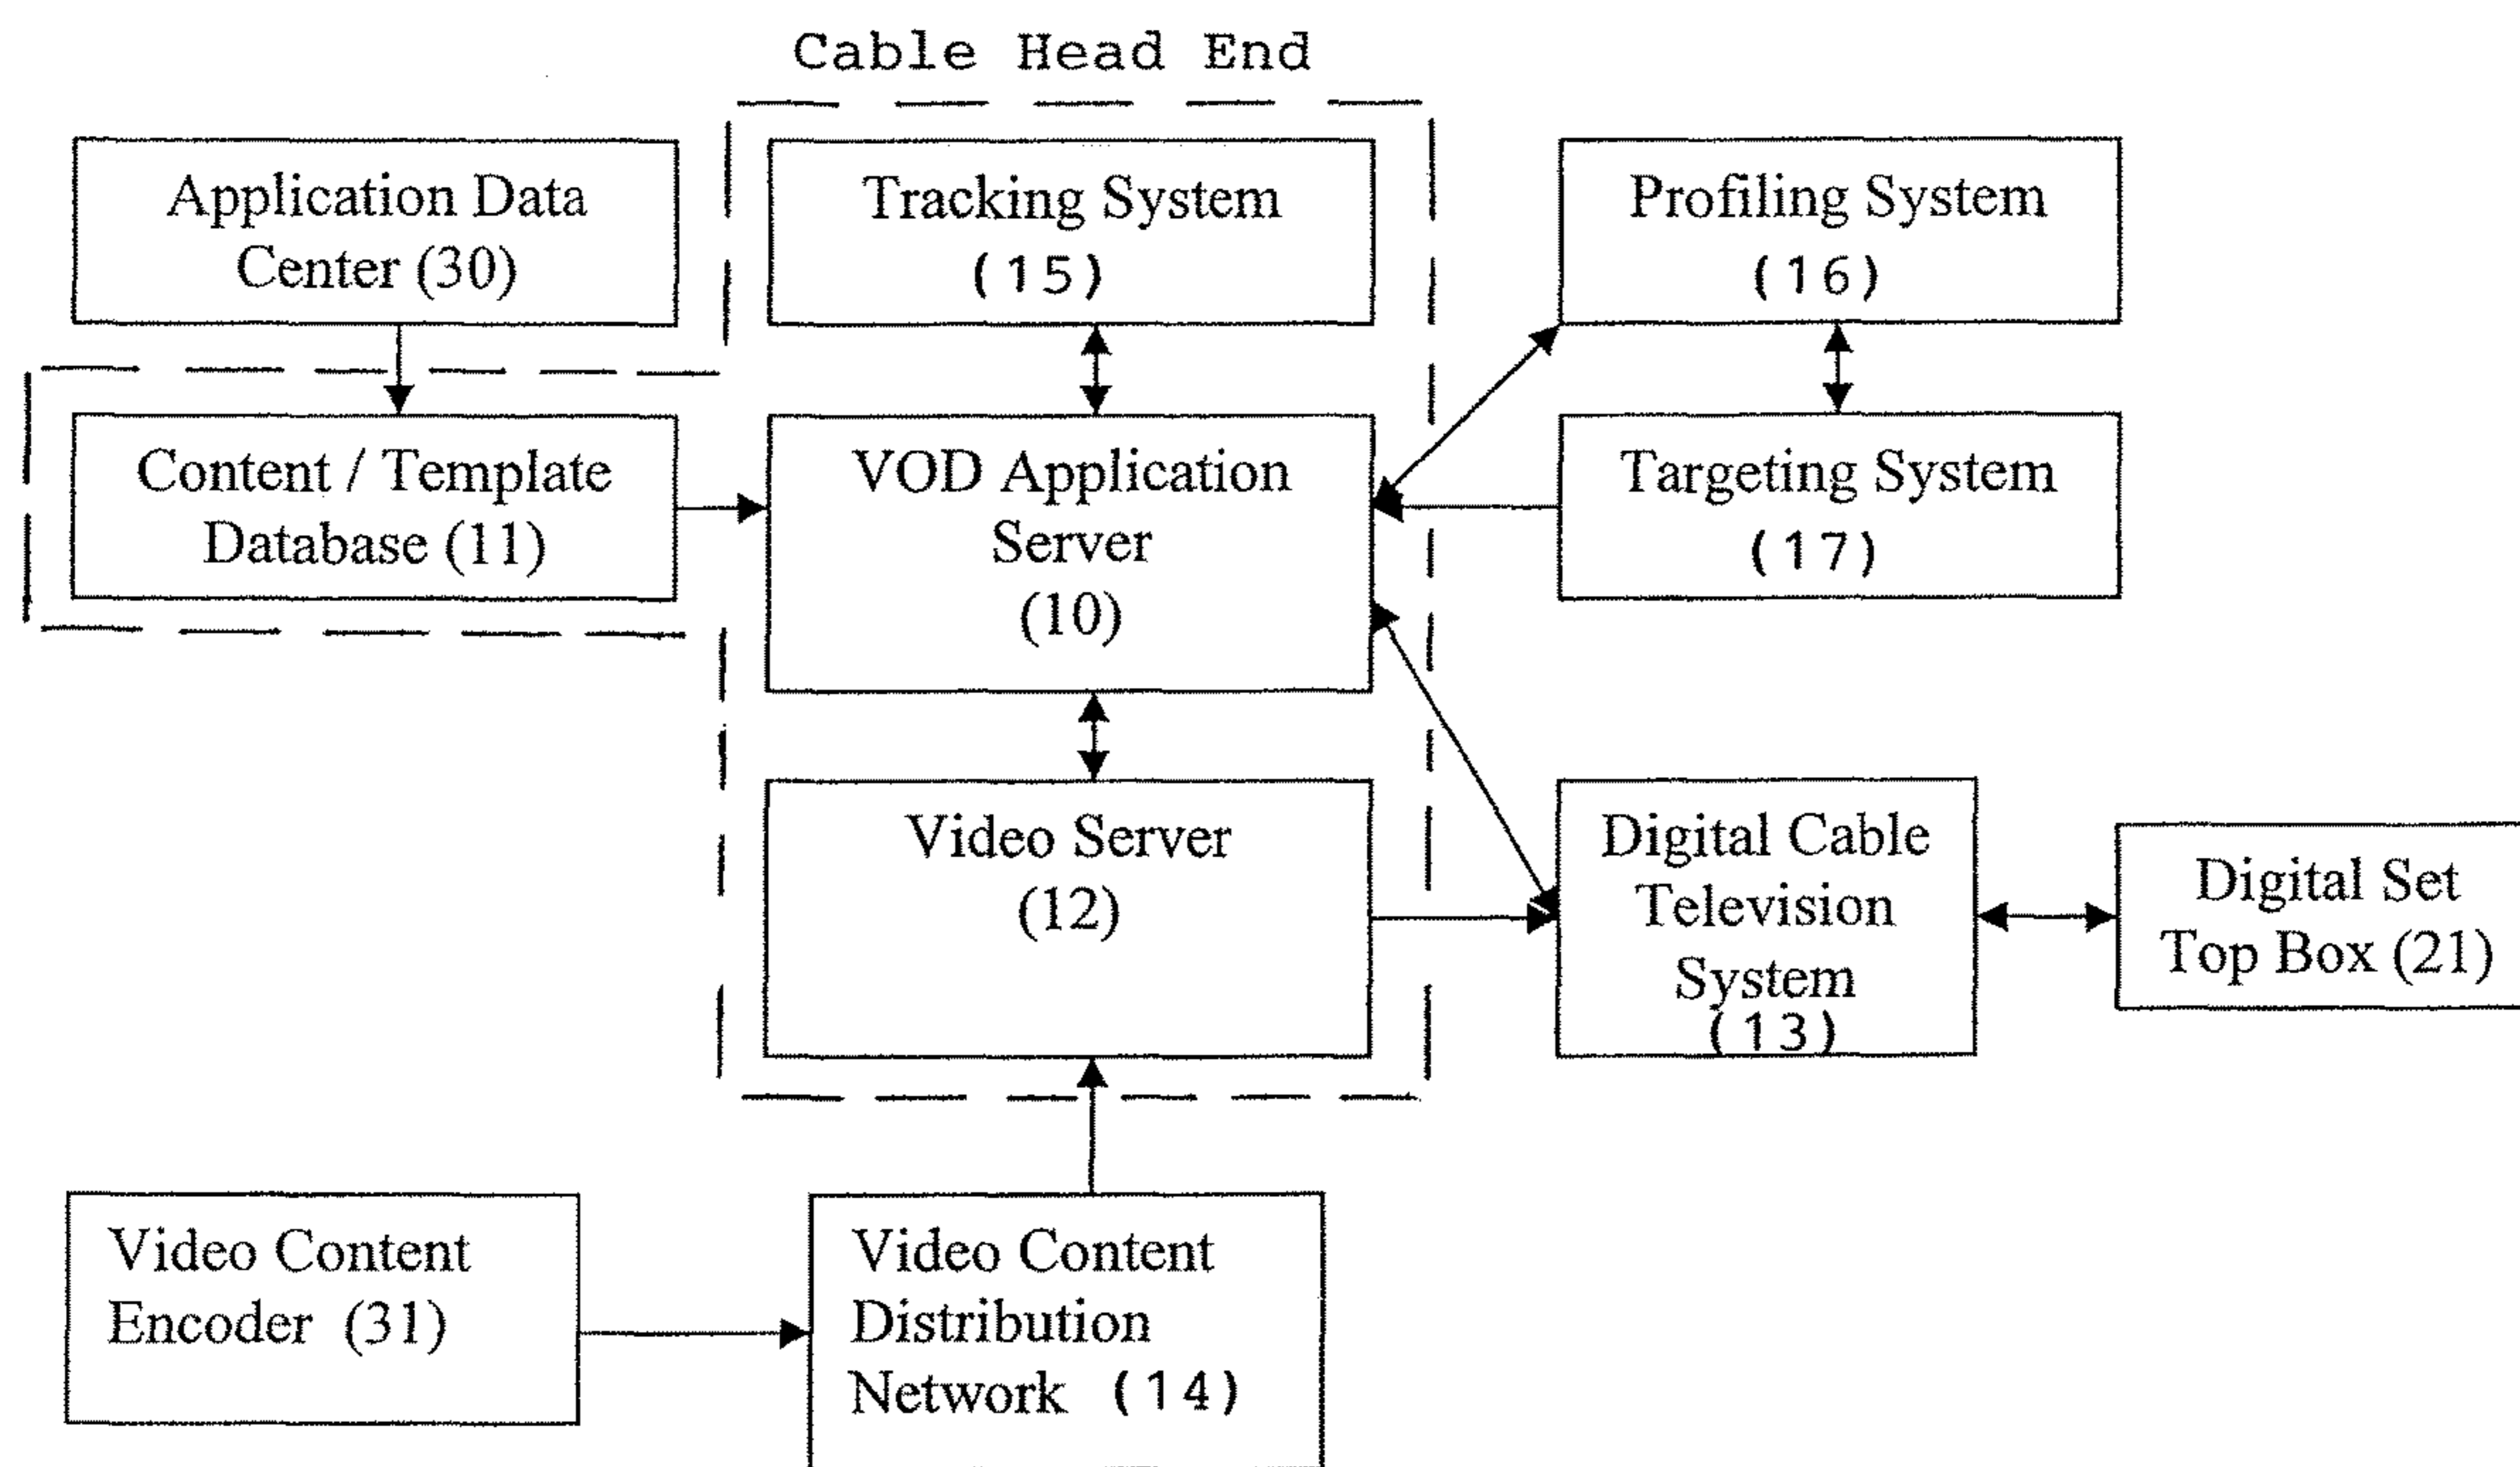 Cable Head End
Application Data
Center (30)
Tracking System
(15)
Profiling System
(16)
Content / Template
Database (11)
VOD Application
Server
(10)
Targeting System
(17)
Video Server
(12)
Digital Cable
Television
System
(13)
Digital Set
Top Box (21)
Video Content
Encoder (31)
Video Content
Distribution
Network (14)